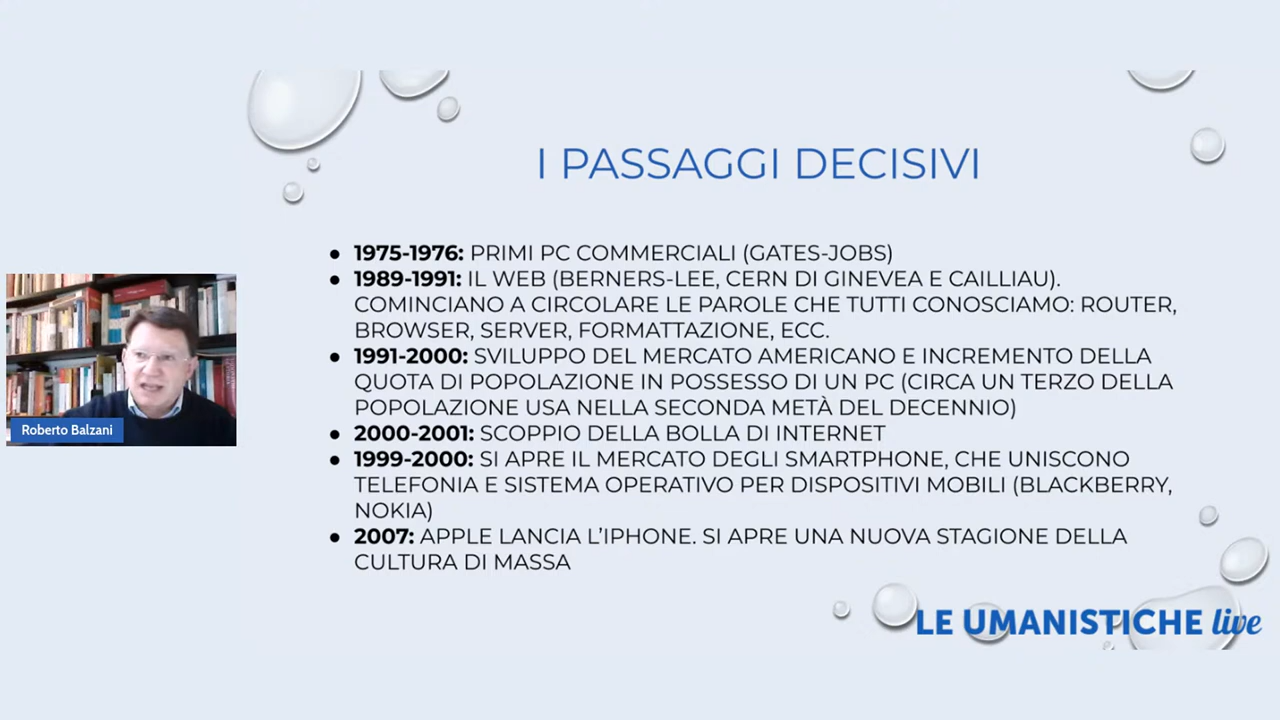 I PASSAGGI DECISIVI
● 1975-1976: PRIMI PC COMMERCIALI (GATES-JOBS)
● 1989-1991: IL WEB (BERNERS-LEE, CERN DI GINEVEA E CAILLIAU).
COMINCIANO A CIRCOLARE LE PAROLE CHE TUTTI CONOSCIAMO: ROUTER,
BROWSER, SERVER, FORMATTAZIONE, ECC.
● 1991-2000: SVILUPPO DEL MERCATO AMERICANO E INCREMENTO DELLA
QUOTA DI POPOLAZIONE IN POSSESSO DI UN PC (CIRCA UN TERZO DELLA
POPOLAZIONE USA NELLA SECONDA METÀ DEL DECENNIO)
● 2000-2001: SCOPPIO DELLA BOLLA DI INTERNET
● 1999-2000: SI APRE IL MERCATO DEGLI SMARTPHONE, CHE UNISCONO
TELEFONIA E SISTEMA OPERATIVO PER DISPOSITIVI MOBILI (BLACKBERRY,
NOKIA)
● 2007: APPLE LANCIA L'IPHONE. SI APRE UNA NUOVA STAGIONE DELLA
CULTURA DI MASSA
Roberto Balzani
LE UMANISTICHE live